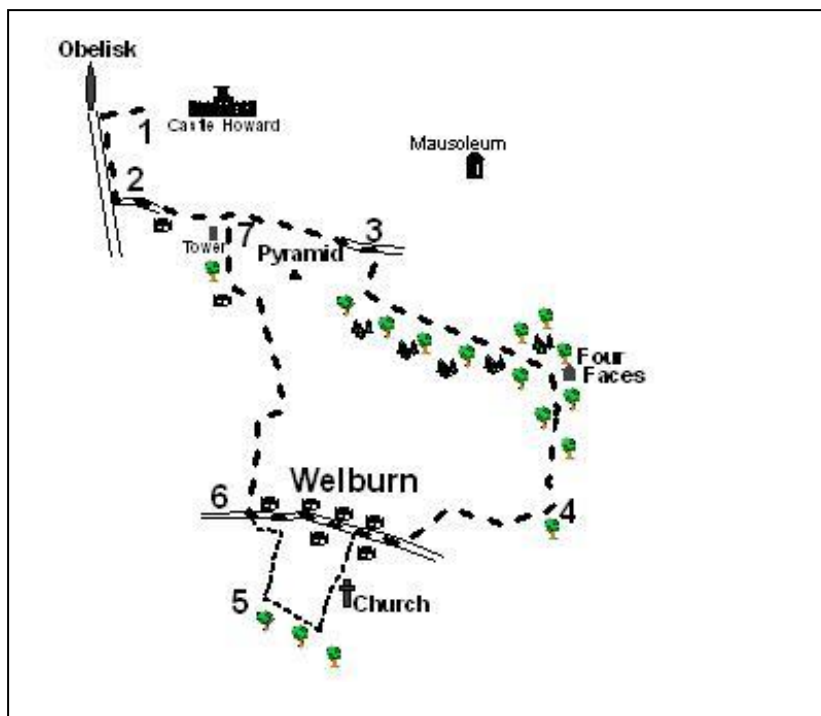 Obelisk
1
Castle Howard
Mausoleum
2
3
7
Tower
Pyramid
Four
Faces
Welburn
6
4
5
Church